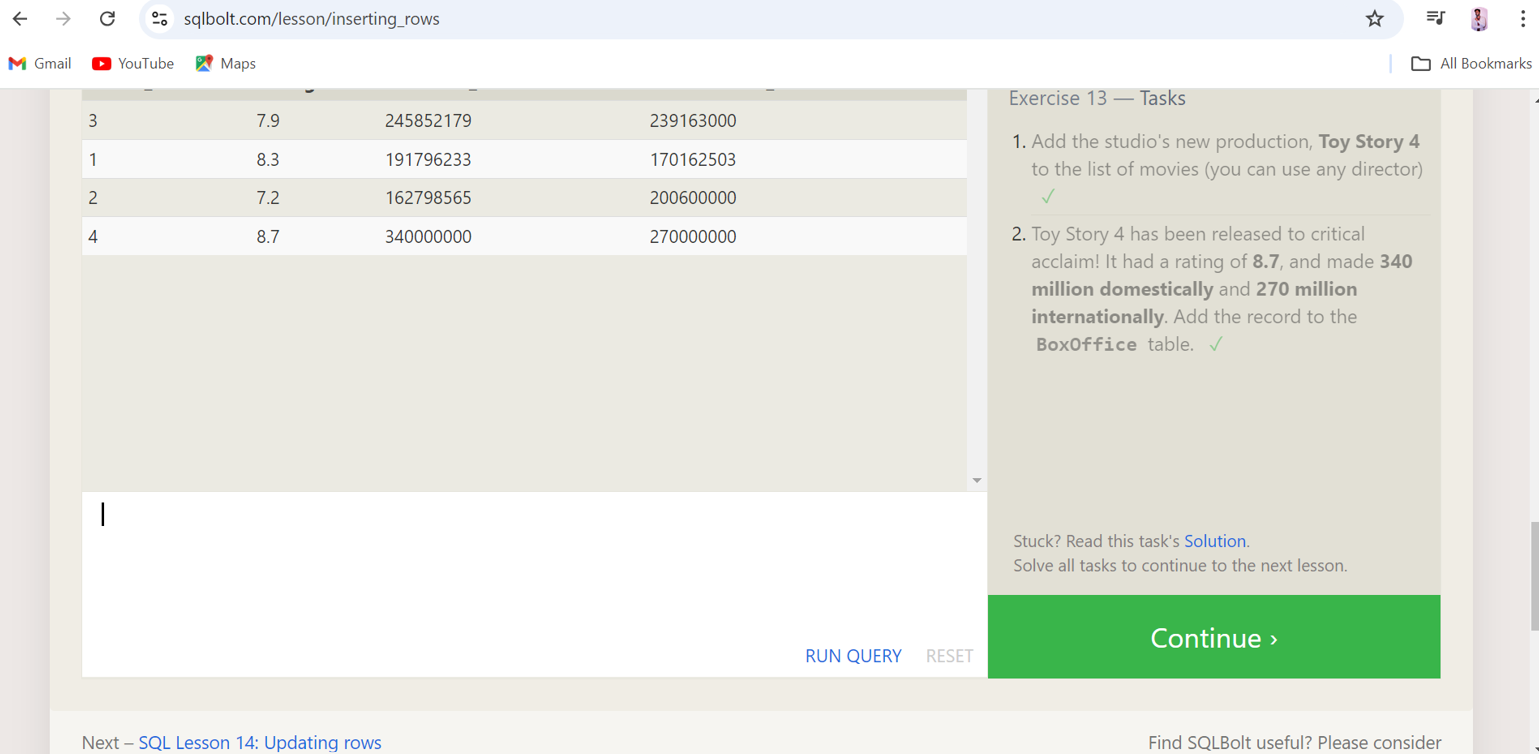 sqlbolt.com/lesson/inserting_rows
Gmail YouTube Maps All Bookmarks
3 7.9 245852179 239163000
1 8.3 191796233 170162503
2 7.2 162798565 200600000
4 8.7 340000000 270000000
Exercise 13 — Tasks
1. Add the studio's new production, Toy Story 4
to the list of movies (you can use any director)
✓
2. Toy Story 4 has been released to critical
acclaim! It had a rating of 8.7, and made 340
million domestically and 270 million
internationally. Add the record to the
BoxOffice table. ✓
Stuck? Read this task's Solution.
Solve all tasks to continue to the next lesson.
RUN QUERY RESET
Continue ›
Next – SQL Lesson 14: Updating rows
Find SQLBolt useful? Please consider